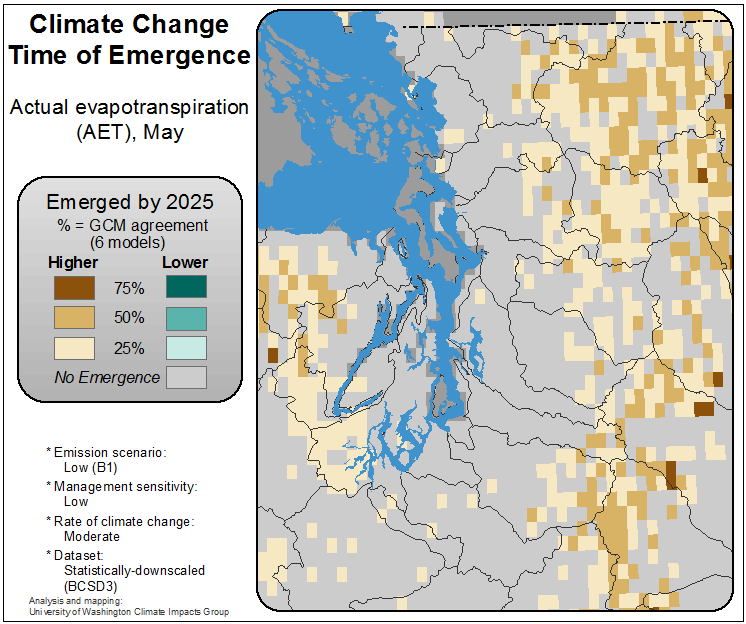 Climate Change
Time of Emergence
Actual evapotranspiration
(AET), May
Emerged by 2025
% = GCM agreement
(6 models)
Higher Lower
75%
50%
25%
No Emergence
* Emission scenario:
Low (B1)
* Management sensitivity:
Low
* Rate of climate change:
Moderate
* Dataset:
Statistically-downscaled
(BCSD3)
Analysis and mapping:
University of Washington Climate Impacts Group